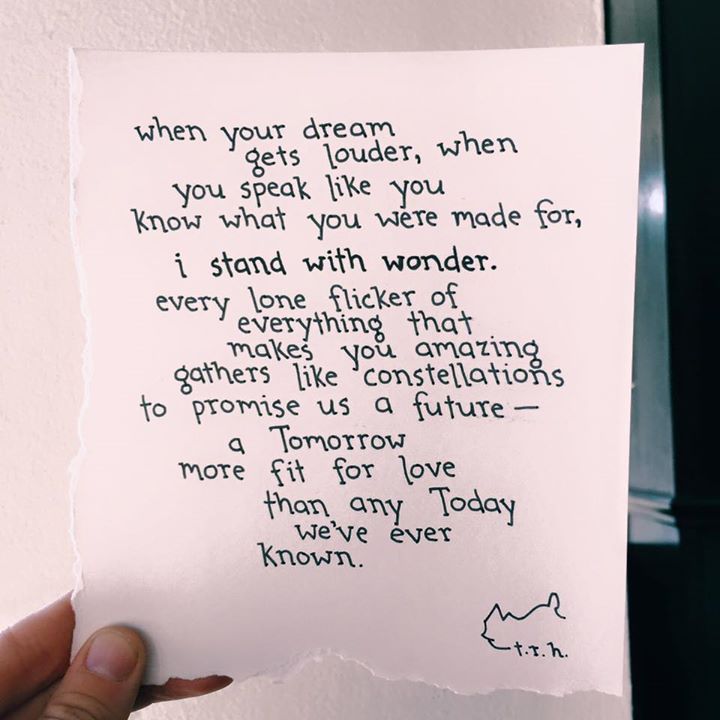 when your dream
gets louder, when
you speak like you
know what you were made for,
i stand with wonder.
every lone flicker of
everything that
makes you amazing
gathers like constellations
to promise us a future—
a Tomorrow
more fit for love
than any Today
we've ever
known.
t.r.h.